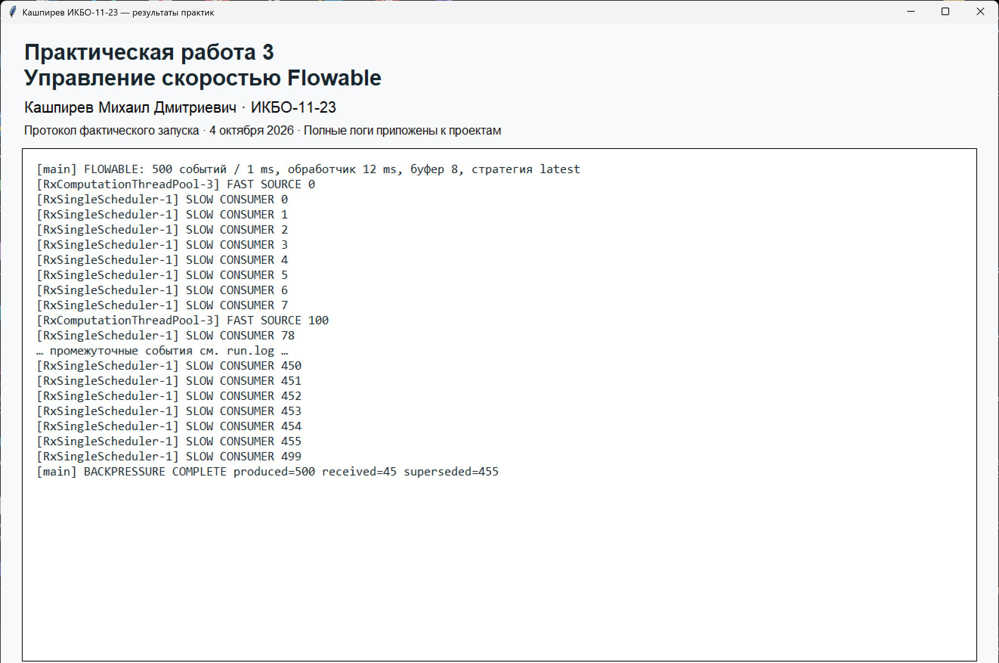 Кашпирев ИКБО-11-23 — результаты практик
Практическая работа 3
Управление скоростью Flowable
Кашпирев Михаил Дмитриевич · ИКБО-11-23
Протокол фактического запуска · 4 октября 2026 · Полные логи приложены к проектам
[main] FLOWABLE: 500 событий / 1 ms, обработчик 12 ms, буфер 8, стратегия latest
[RxComputationThreadPool-3] FAST SOURCE 0
[RxSingleScheduler-1] SLOW CONSUMER 0
[RxSingleScheduler-1] SLOW CONSUMER 1
[RxSingleScheduler-1] SLOW CONSUMER 2
[RxSingleScheduler-1] SLOW CONSUMER 3
[RxSingleScheduler-1] SLOW CONSUMER 4
[RxSingleScheduler-1] SLOW CONSUMER 5
[RxSingleScheduler-1] SLOW CONSUMER 6
[RxSingleScheduler-1] SLOW CONSUMER 7
[RxComputationThreadPool-3] FAST SOURCE 100
[RxSingleScheduler-1] SLOW CONSUMER 78
… промежуточные события см. run.log …
[RxSingleScheduler-1] SLOW CONSUMER 450
[RxSingleScheduler-1] SLOW CONSUMER 451
[RxSingleScheduler-1] SLOW CONSUMER 452
[RxSingleScheduler-1] SLOW CONSUMER 453
[RxSingleScheduler-1] SLOW CONSUMER 454
[RxSingleScheduler-1] SLOW CONSUMER 455
[RxSingleScheduler-1] SLOW CONSUMER 499
[main] BACKPRESSURE COMPLETE produced=500 received=45 superseded=455